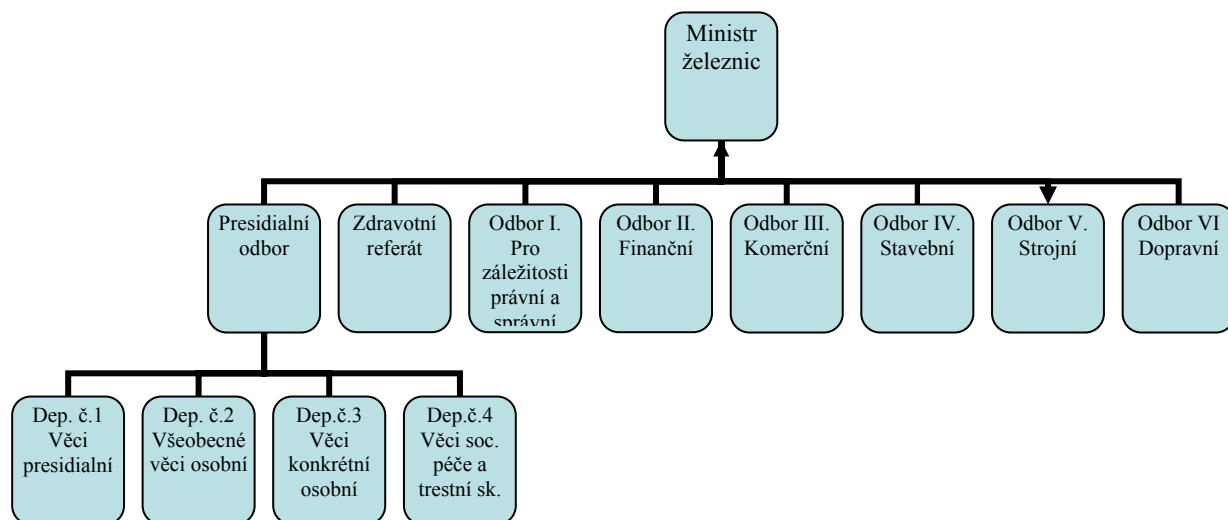 Ministr
železnic
Presidialní
odbor
Zdravotní
referát
Odbor I.
Pro
záležitosti
právní a
správní
Odbor II.
Finanční
Odbor III.
Komerční
Odbor IV.
Stavební
Odbor V.
Strojní
Odbor VI
Dopravní
Dep. č.1
Věci
presidialní
Dep. č.2
Všeobecné
věci osobní
Dep.č.3
Věci
konkrétní
osobní
Dep.č.4
Věci soc.
péče a
trestní sk.